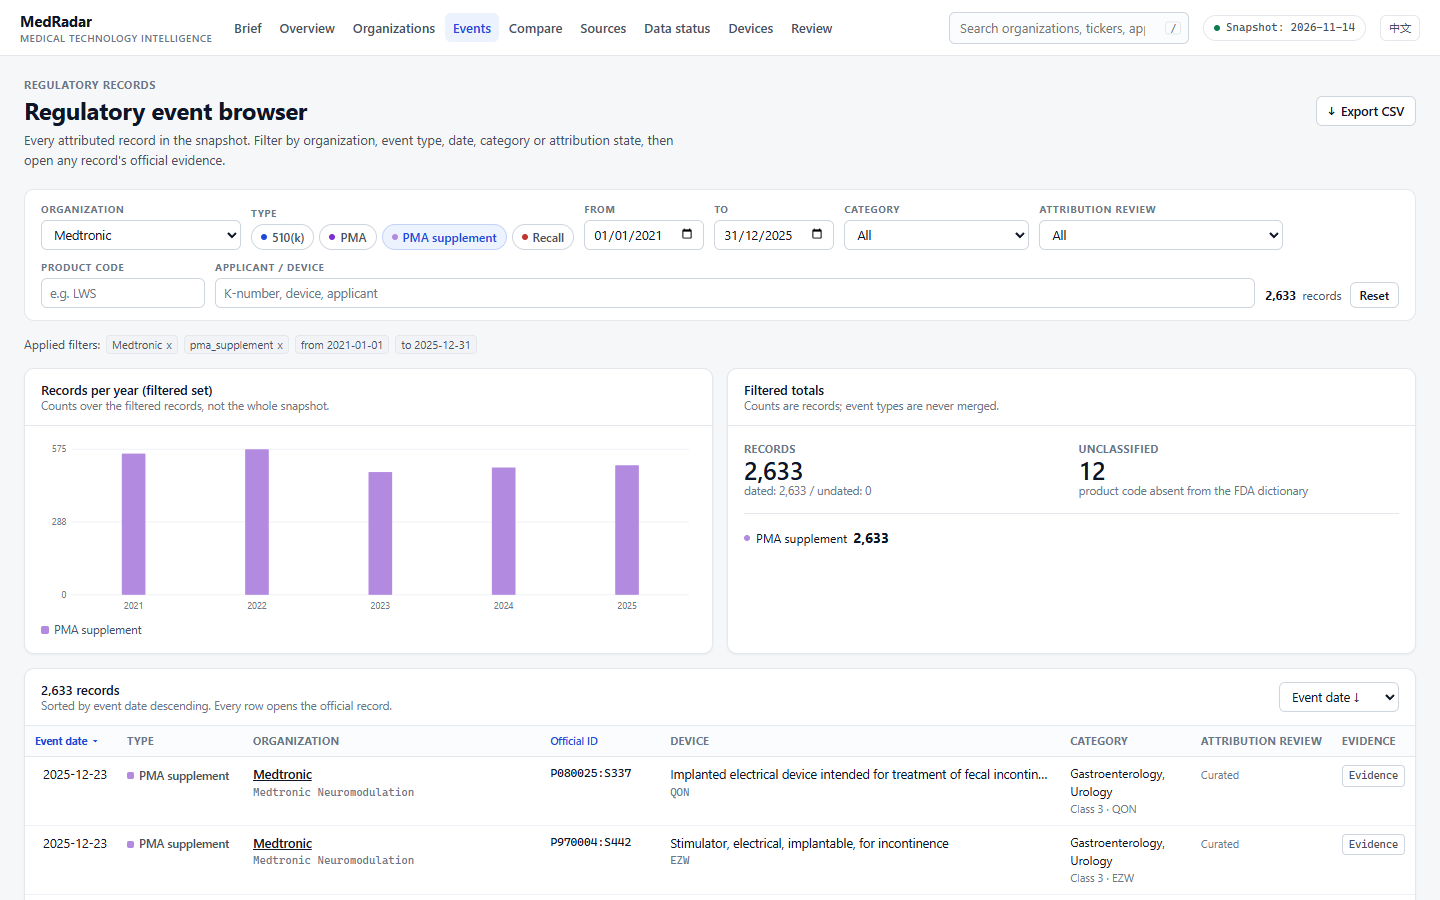 MedRadar
MEDICAL TECHNOLOGY INTELLIGENCE
Brief
Overview
Organizations
Events
Compare
Sources
Data status
Devices
Review
Search organizations, tickers, ap
/
Snapshot: 2026-11-14
中文
REGULATORY RECORDS
Regulatory event browser
Every attributed record in the snapshot. Filter by organization, event type, date, category or attribution state, then
open any record's official evidence.
↓ Export CSV
ORGANIZATION
Medtronic
TYPE
510(k)
PMA
PMA supplement
Recall
FROM
01/01/2021
TO
31/12/2025
CATEGORY
All
ATTRIBUTION REVIEW
All
PRODUCT CODE
e.g. LWS
APPLICANT / DEVICE
K-number, device, applicant
2,633 records
Reset
Applied filters:
Medtronic x
pma_supplement x
from 2021-01-01
to 2025-12-31
Records per year (filtered set)
Counts over the filtered records, not the whole snapshot.
575
288
0
2021
2022
2023
2024
2025
PMA supplement
Filtered totals
Counts are records; event types are never merged.
RECORDS
2,633
dated: 2,633 / undated: 0
UNCLASSIFIED
12
product code absent from the FDA dictionary
PMA supplement 2,633
2,633 records
Sorted by event date descending. Every row opens the official record.
Event date ↓
Event date
TYPE
ORGANIZATION
Official ID
DEVICE
CATEGORY
ATTRIBUTION REVIEW
EVIDENCE
2025-12-23
PMA supplement
Medtronic
Medtronic Neuromodulation
P080025:S337
Implanted electrical device intended for treatment of fecal incontin...
QON
Gastroenterology,
Urology
Class 3 · QON
Curated
Evidence
2025-12-23
PMA supplement
Medtronic
Medtronic Neuromodulation
P970004:S442
Stimulator, electrical, implantable, for incontinence
EZW
Gastroenterology,
Urology
Class 3 · EZW
Curated
Evidence